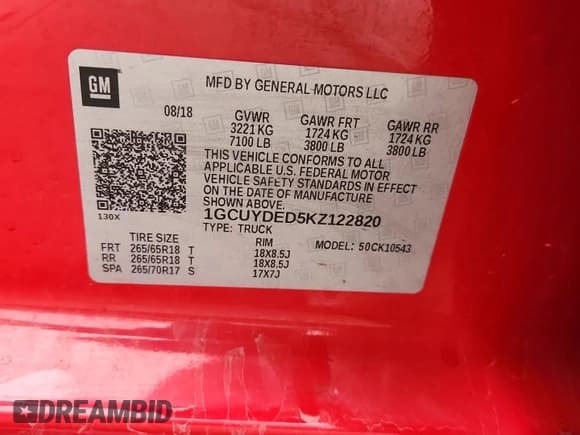 GM
MFD BY GENERAL MOTORS LLC
08/18 GVWR GAWR FRT GAWR RR
3221 KG 1724 KG 1724 KG
7100 LB 3800 LB 3800 LB
THIS VEHICLE CONFORMS TO ALL
APPLICABLE U.S. FEDERAL MOTOR
VEHICLE SAFETY STANDARDS IN EFFECT
ON THE DATE OF MANUFACTURE
SHOWN ABOVE.
130X
1GCUYDED5KZ122820
TYPE: TRUCK MODEL: 50CK10543
TIRE SIZE RIM
FRT 265/65R18 T 18X8.5J
RR 265/65R18 T 18X8.5J
SPA 265/70R17 S 17X7J
DREAMBID